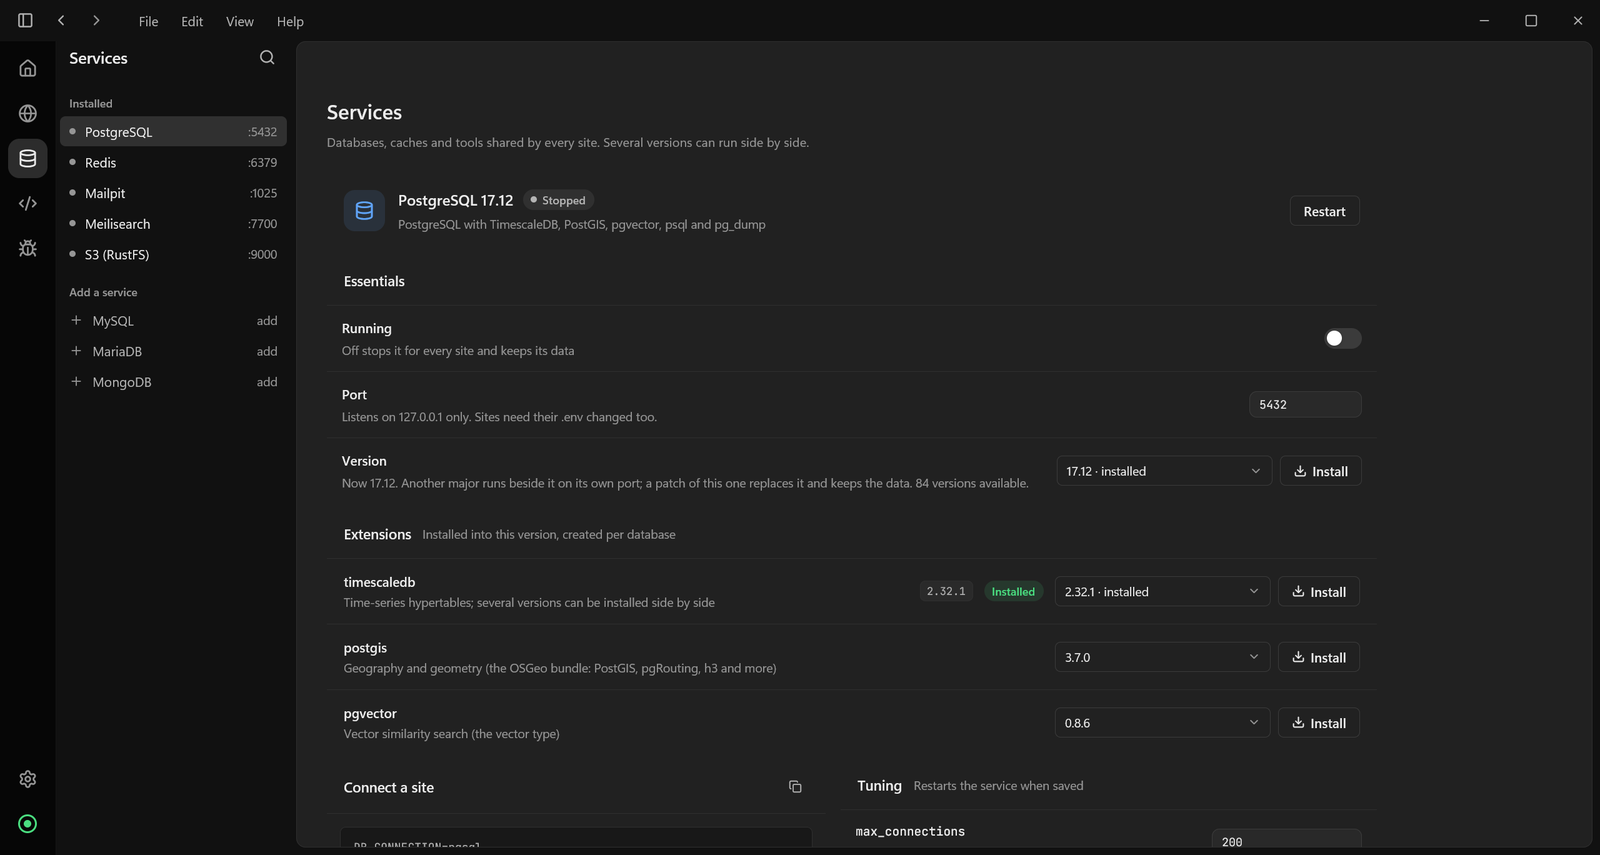 File Edit View Help
Services
Installed
PostgreSQL :5432
Redis :6379
Mailpit :1025
Meilisearch :7700
S3 (RustFS) :9000
Add a service
MySQL add
MariaDB add
MongoDB add
Services
Databases, caches and tools shared by every site. Several versions can run side by side.
PostgreSQL 17.12 Stopped
PostgreSQL with TimescaleDB, PostGIS, pgvector, psql and pg_dump
Restart
Essentials
Running
Off stops it for every site and keeps its data
Port
Listens on 127.0.0.1 only. Sites need their .env changed too.
5432
Version
Now 17.12. Another major runs beside it on its own port; a patch of this one replaces it and keeps the data. 84 versions available.
17.12 · installed Install
Extensions Installed into this version, created per database
timescaledb
Time-series hypertables; several versions can be installed side by side
2.32.1 Installed 2.32.1 · installed Install
postgis
Geography and geometry (the OSGeo bundle: PostGIS, pgRouting, h3 and more)
3.7.0 Install
pgvector
Vector similarity search (the vector type)
0.8.6 Install
Connect a site
DB_CONNECTION=pgsql
Tuning Restarts the service when saved
max_connections
200